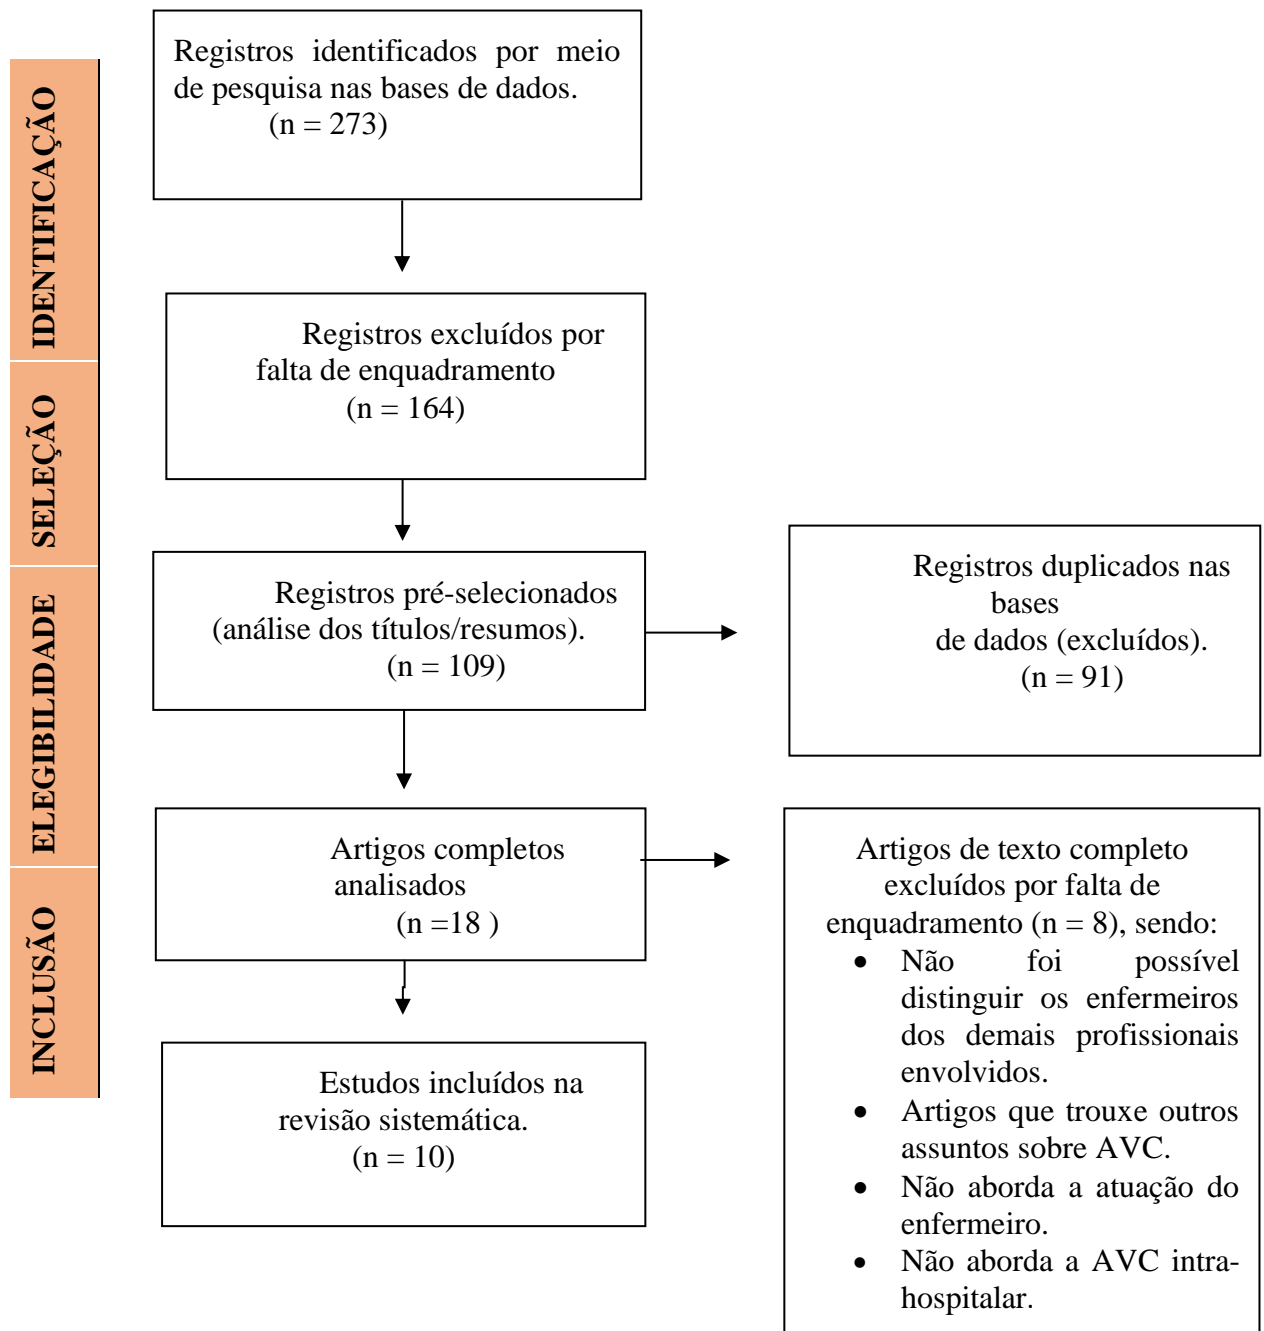 Registros identificados por meio
de pesquisa nas bases de dados.
(n = 273)
IDENTIFICAÇÃO
Registros excluídos por
falta de enquadramento
(n = 164)
SELEÇÃO
Registros pré-selecionados
(análise dos títulos/resumos).
(n = 109)
Registros duplicados nas
bases
de dados (excluídos).
(n = 91)
ELEGIBILIDADE
Artigos completos
analisados
(n =18 )
Artigos de texto completo
excluídos por falta de
enquadramento (n = 8), sendo:
• Não foi possível
distinguir os enfermeiros
dos demais profissionais
envolvidos.
• Artigos que trouxe outros
assuntos sobre AVC.
• Não aborda a atuação do
enfermeiro.
• Não aborda a AVC intra-
hospitalar.
INCLUSÃO
Estudos incluídos na
revisão sistemática.
(n = 10)